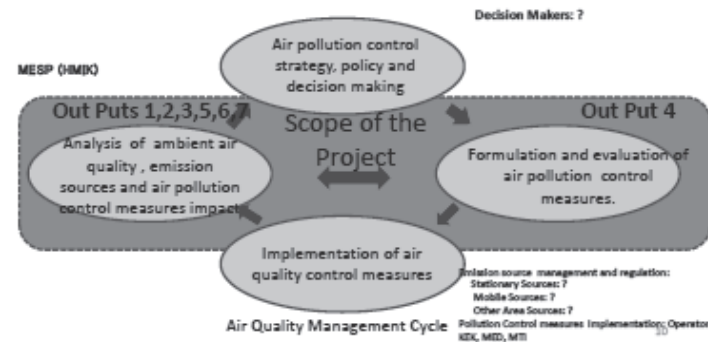 Decision Makers: ?
Air pollution control
strategy, policy and
decision making
MESP (HMIK)
Out Puts 1,2,3,5,6,7
Out Put 4
Scope of the
Project
Analysis of ambient air
quality , emission
sources and air pollution
control measures impact
Formulation and evaluation of
air pollution control
measures.
Implementation of air
quality control measures
Emission source management and regulation:
Stationary Sources: ?
Mobile Sources: ?
Other Area Sources: ?
Air Quality Management Cycle
Pollution Control measures Implementation: Operator
KEK, MED, MTI